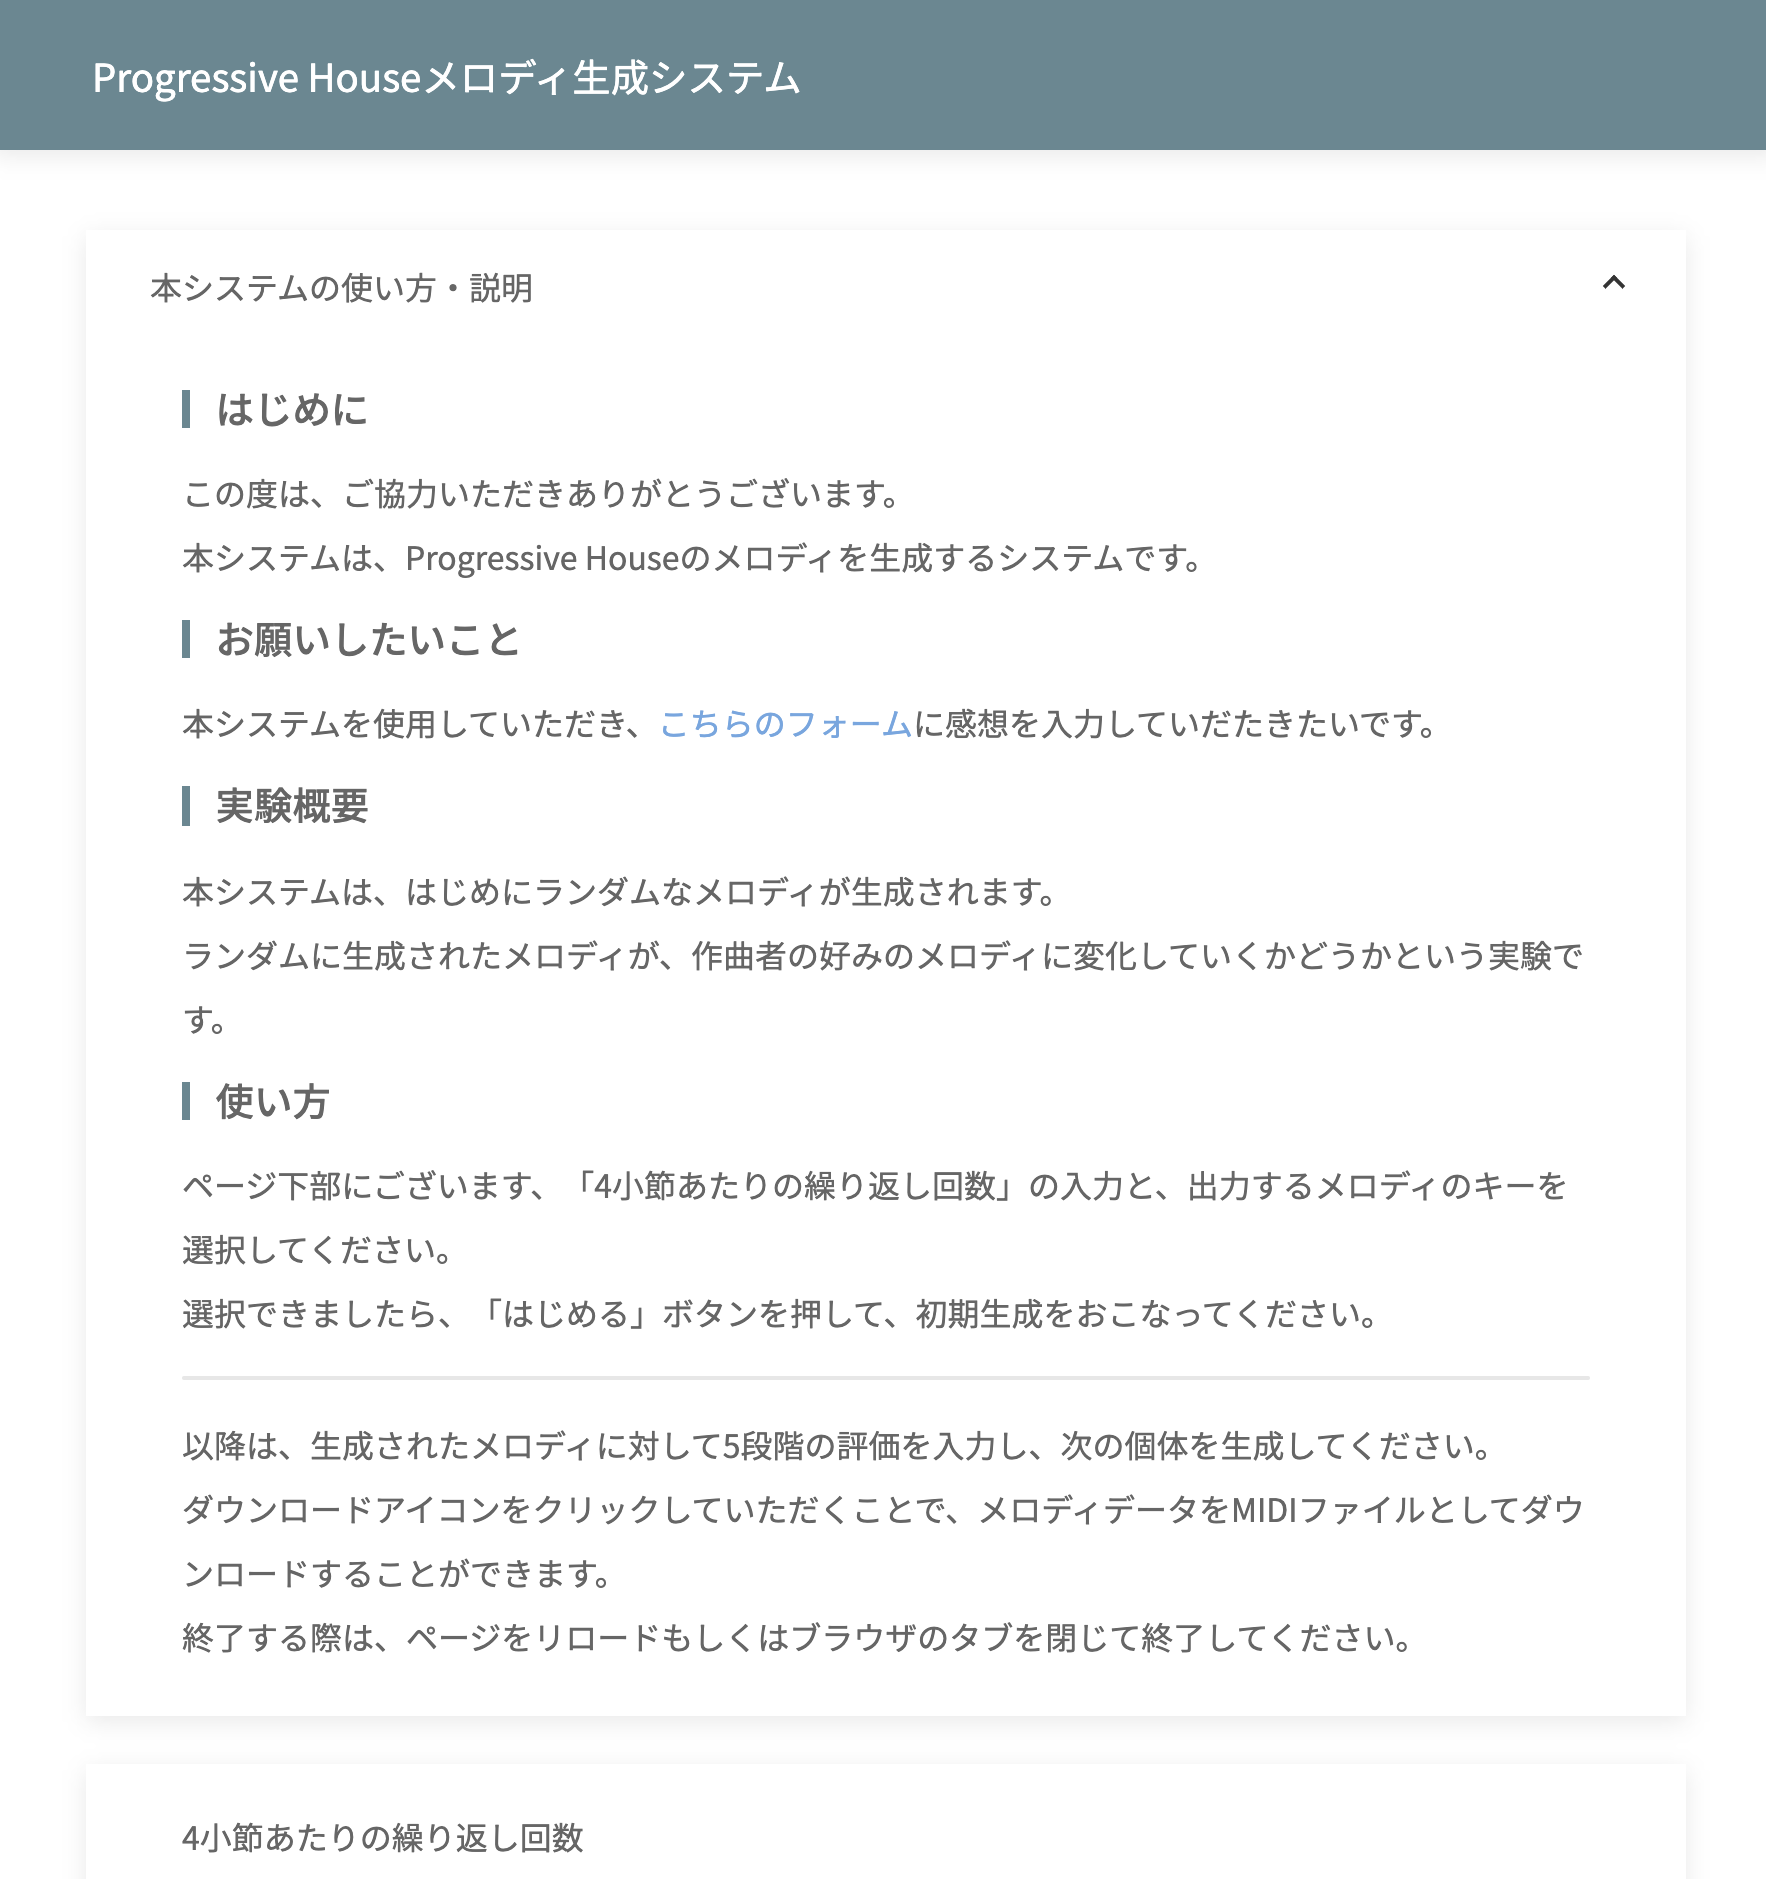 Progressive Houseメロディ生成システム
本システムの使い方・説明
はじめに
この度は、ご協力いただきありがとうございます。
本システムは、Progressive Houseのメロディを生成するシステムです。
お願いしたいこと
本システムを使用していただき、こちらのフォームに感想を入力していだたきたいです。
実験概要
本システムは、はじめにランダムなメロディが生成されます。
ランダムに生成されたメロディが、作曲者の好みのメロディに変化していくかどうかという実験で
す。
使い方
ページ下部にございます、「4小節あたりの繰り返し回数」の入力と、出力するメロディのキーを
選択してください。
選択できましたら、「はじめる」ボタンを押して、初期生成をおこなってください。
以降は、生成されたメロディに対して5段階の評価を入力し、次の個体を生成してください。
ダウンロードアイコンをクリックしていただくことで、メロディデータをMIDIファイルとしてダウ
ンロードすることができます。
終了する際は、ページをリロードもしくはブラウザのタブを閉じて終了してください。
4小節あたりの繰り返し回数